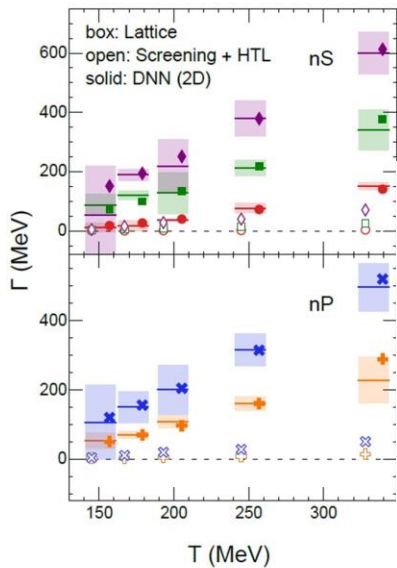 box: Lattice
open: Screening + HTL
solid: DNN (2D)
nS
600
400
200
0
Γ (MeV)
nP
400
200
0
150
200
250
300
T (MeV)